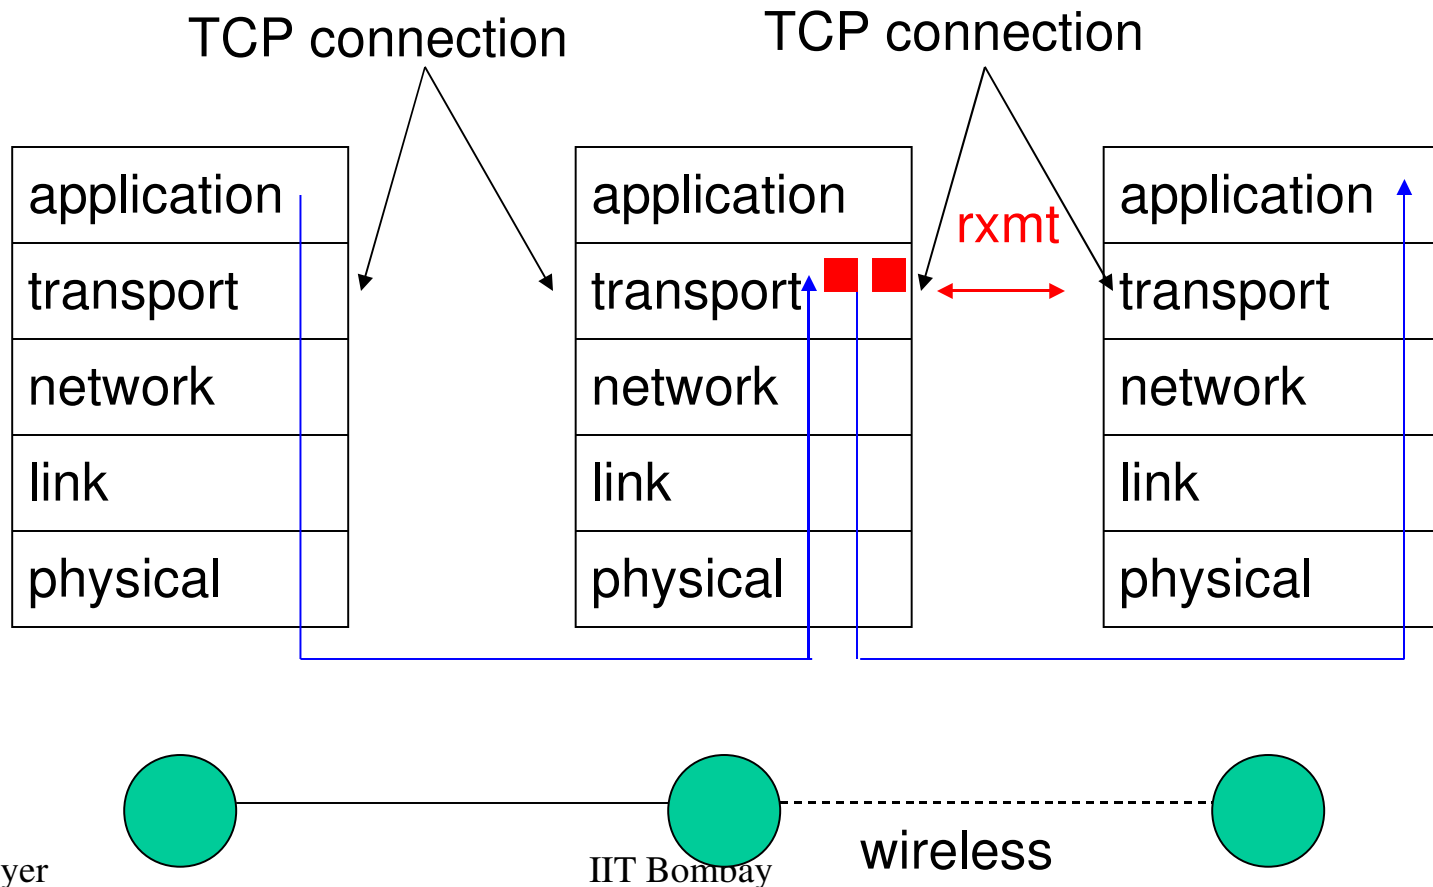 TCP connection
TCP connection
application
transport
network
link
physical
application
transport
network
link
physical
rxmt
application
transport
network
link
physical
wireless
yer
IIT Bombay